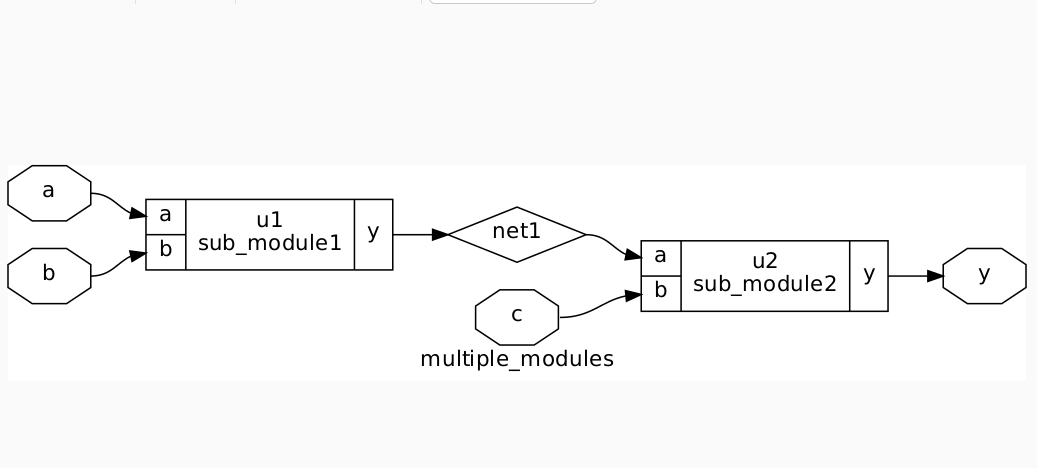 a
b
a
b
u1
sub_module1
y
net1
c
a
b
u2
sub_module2
y
y
multiple_modules